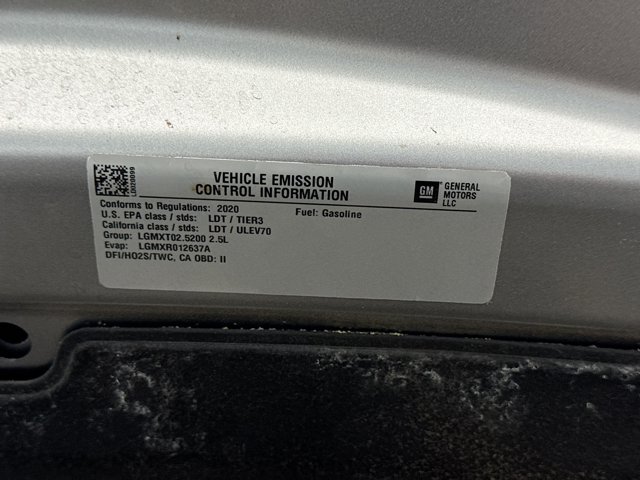 VEHICLE EMISSION
CONTROL INFORMATION
GM
GENERAL
MOTORS
LLC
Conforms to Regulations: 2020
Fuel: Gasoline
U.S. EPA class / stds: LDT / TIER3
California class / stds: LDT / ULEV70
Group: LGMXT02.5200 2.5L
Evap: LGMXR012637A
DFI/HO2S/TWC, CA OBD: II